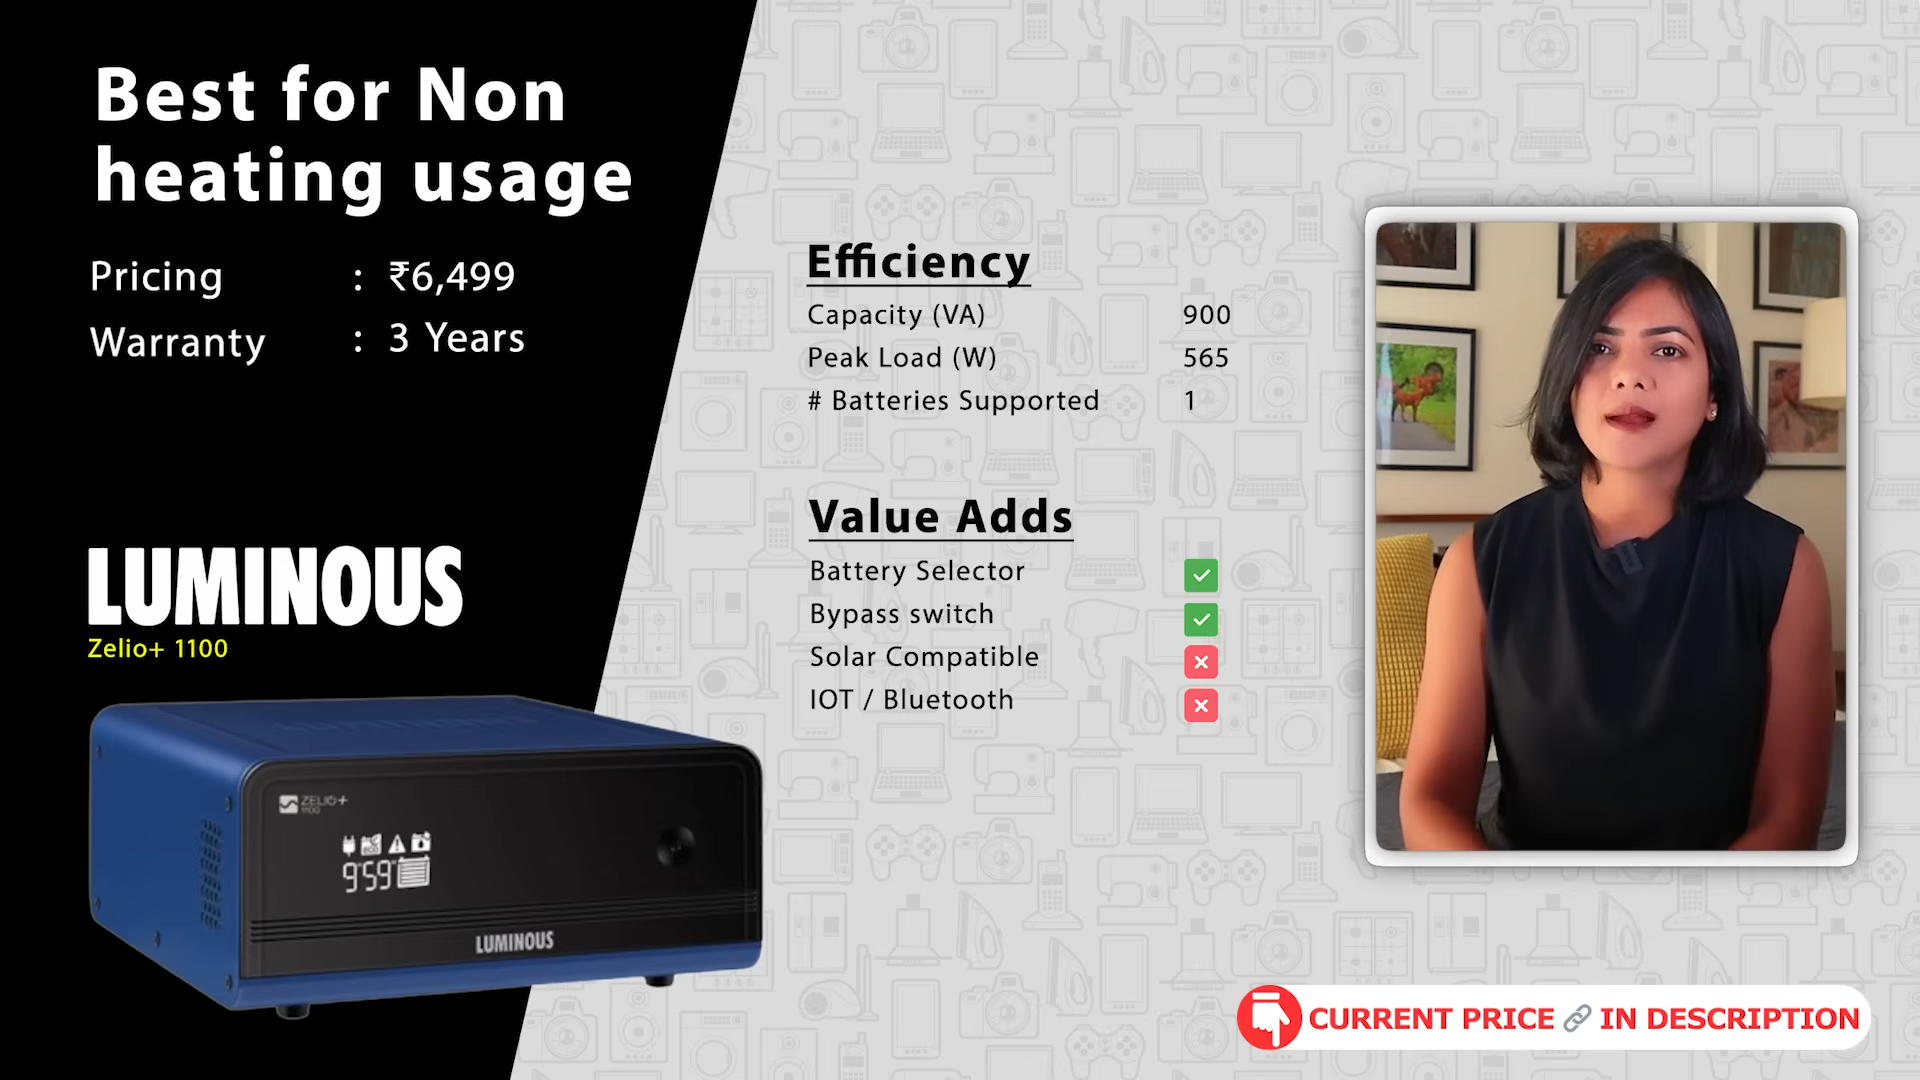 Best for Non
heating usage
Pricing : ₹6,499
Warranty : 3 Years
LUMINOUS
Zelio+ 1100
ZELIO+
1100
9:59
LUMINOUS
Efficiency
Capacity (VA) 900
Peak Load (W) 565
# Batteries Supported 1
Value Adds
Battery Selector
Bypass switch
Solar Compatible
IOT / Bluetooth
CURRENT PRICE IN DESCRIPTION